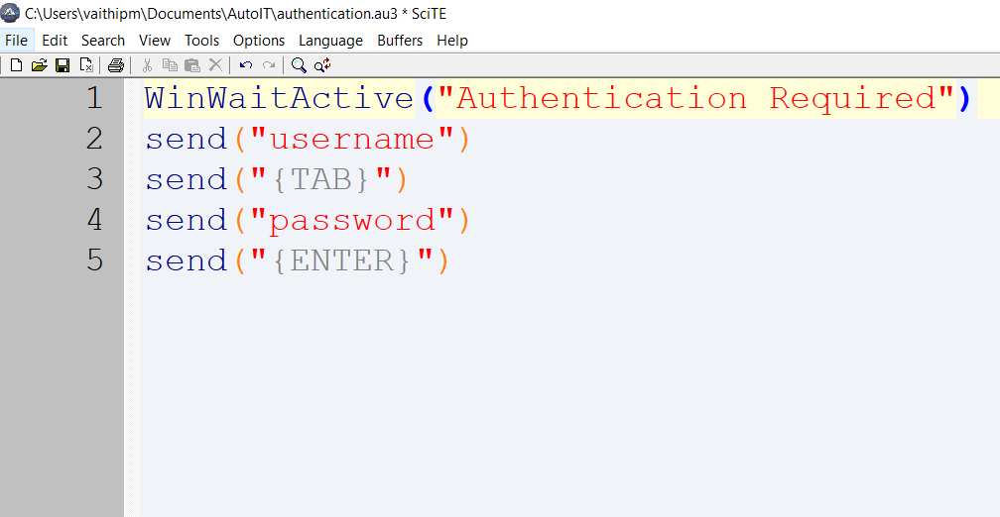 C:\Users\vaithipm\Documents\AutoIT\authentication.au3 * SciTE
File Edit Search View Tools Options Language Buffers Help
1 WinWaitActive("Authentication Required")
2 send("username")
3 send("{TAB}")
4 send("password")
5 send("{ENTER}")